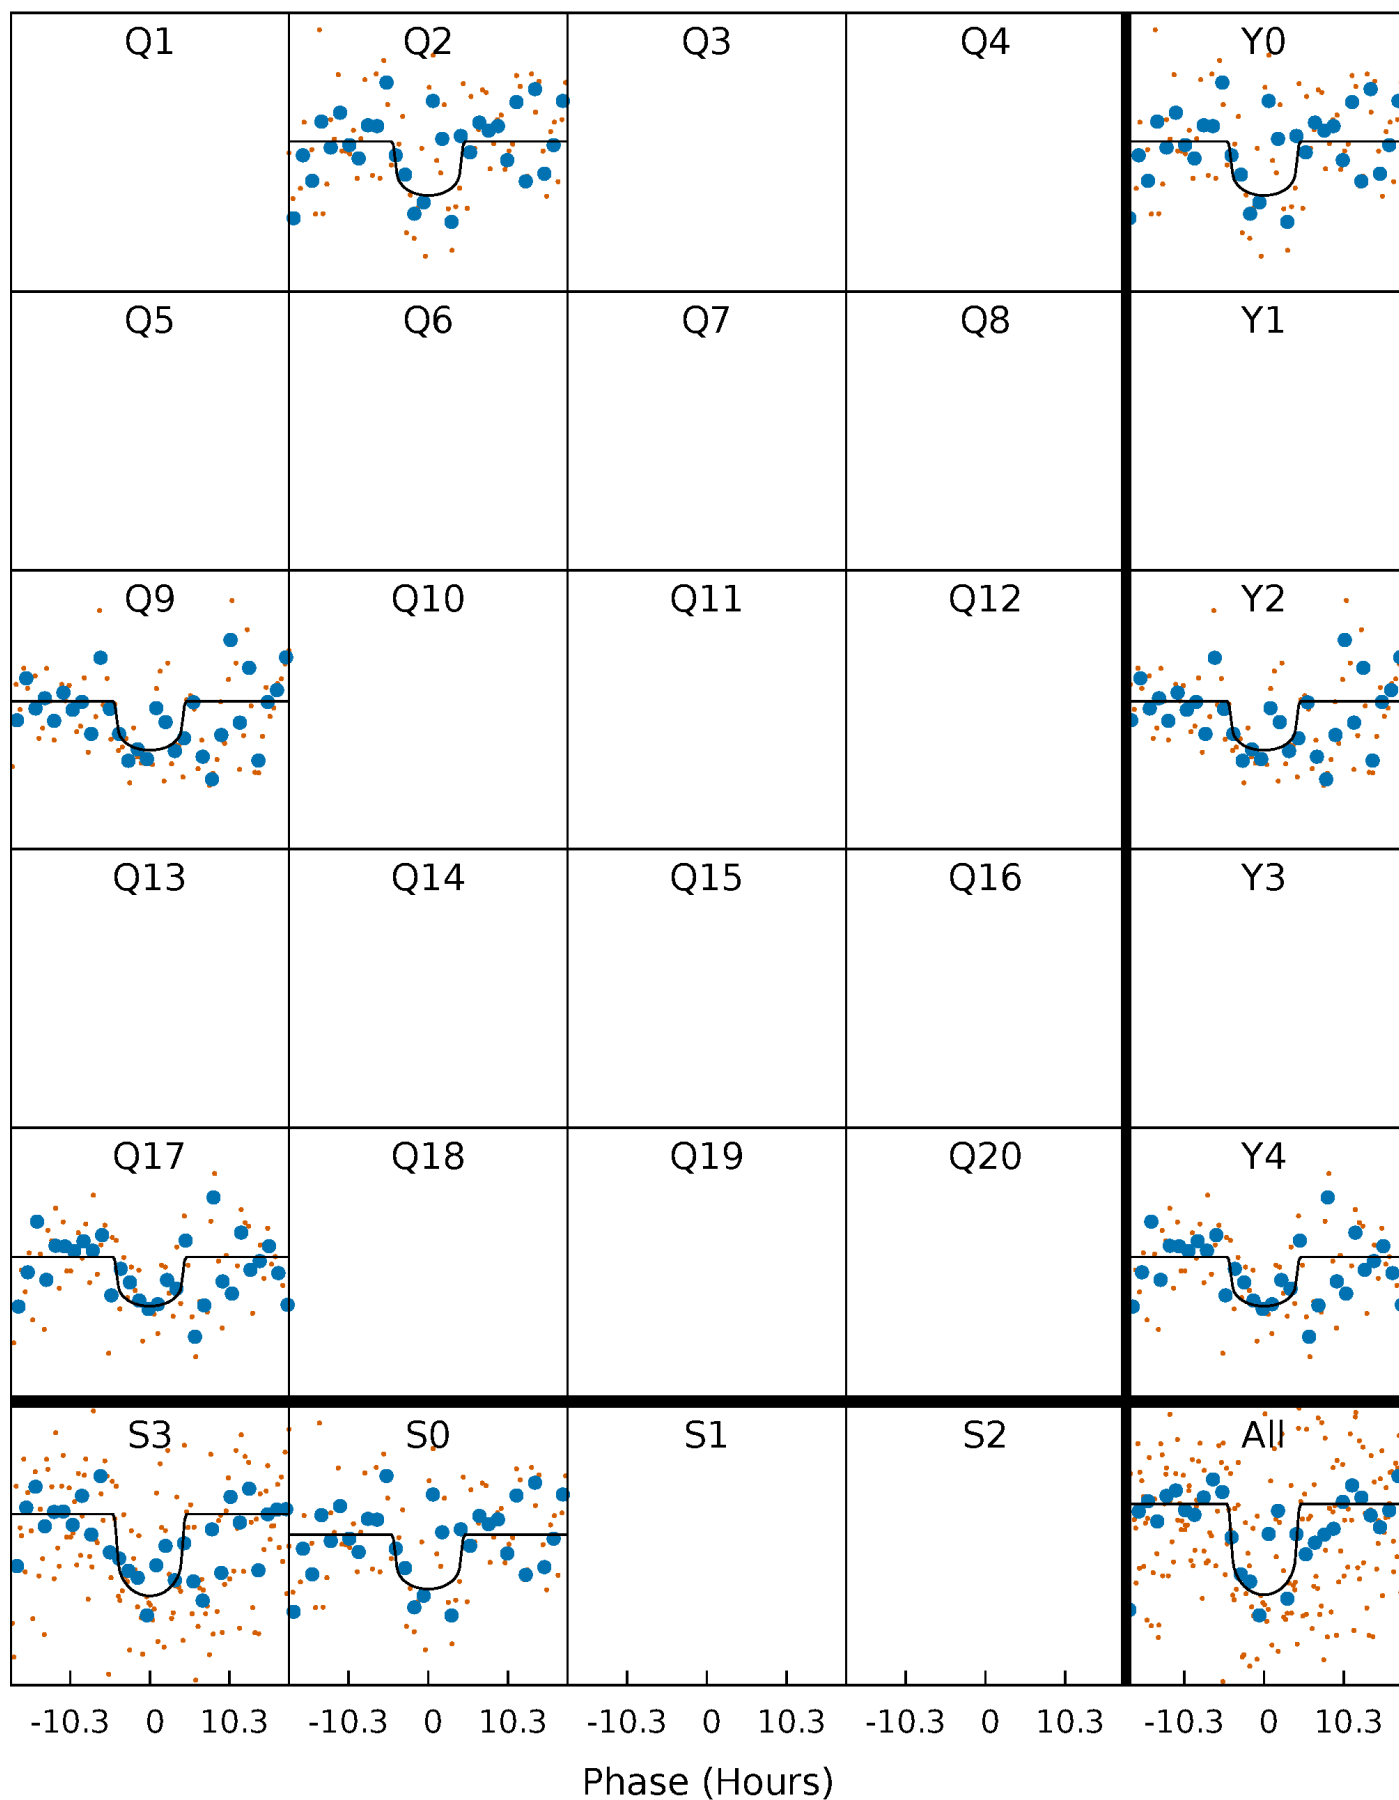 Q1 Q2 Q3 Q4 Y0
Q5 Q6 Q7 Q8 Y1
Q9 Q10 Q11 Q12 Y2
Q13 Q14 Q15 Q16 Y3
Q17 Q18 Q19 Q20 Y4
S3 S0 S1 S2 All
-10.3 0 10.3 -10.3 0 10.3 -10.3 0 10.3 -10.3 0 10.3 -10.3 0 10.3
Phase (Hours)